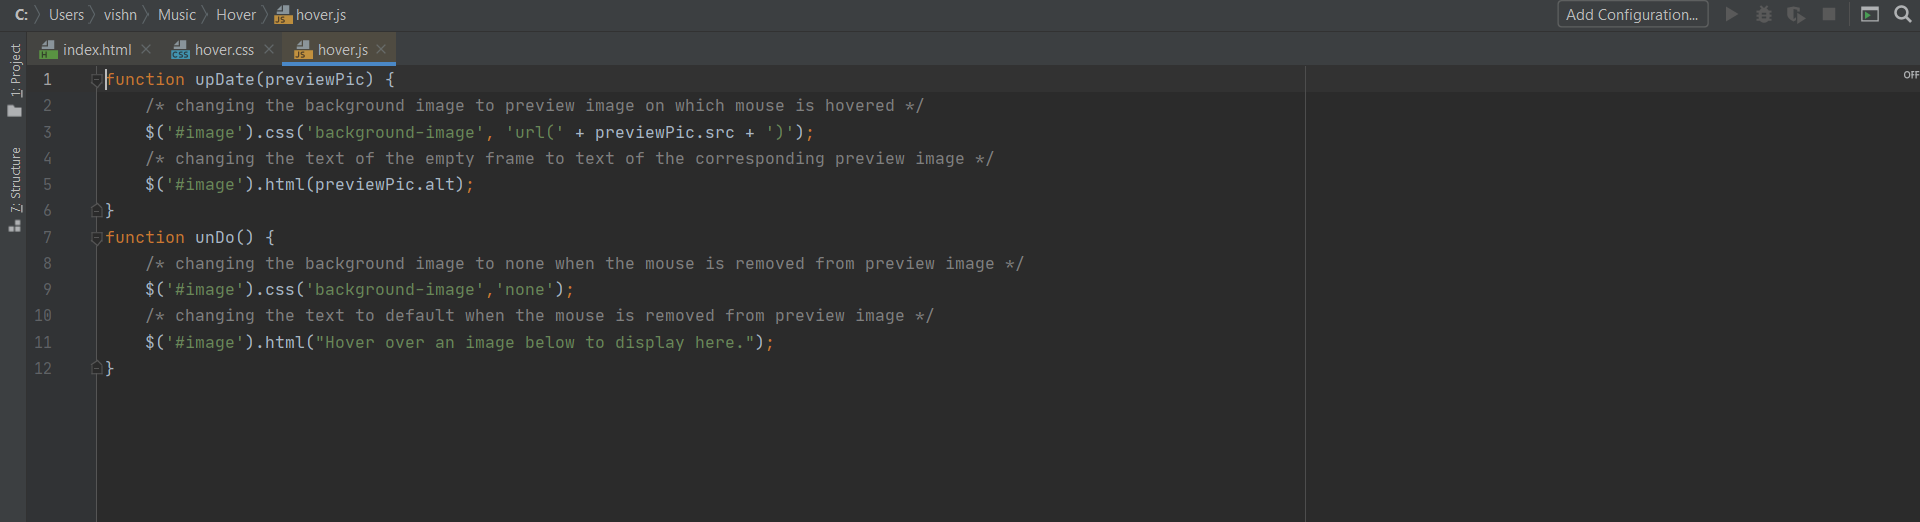 C: Users vishn Music Hover hover.js Add Configuration...
index.html hover.css hover.js
1: Project
Z: Structure
OFF
1 function upDate(previewPic) {
2 /* changing the background image to preview image on which mouse is hovered */
3 $('#image').css('background-image', 'url(' + previewPic.src + ')');
4 /* changing the text of the empty frame to text of the corresponding preview image */
5 $('#image').html(previewPic.alt);
6 }
7 function unDo() {
8 /* changing the background image to none when the mouse is removed from preview image */
9 $('#image').css('background-image','none');
10 /* changing the text to default when the mouse is removed from preview image */
11 $('#image').html("Hover over an image below to display here.");
12 }